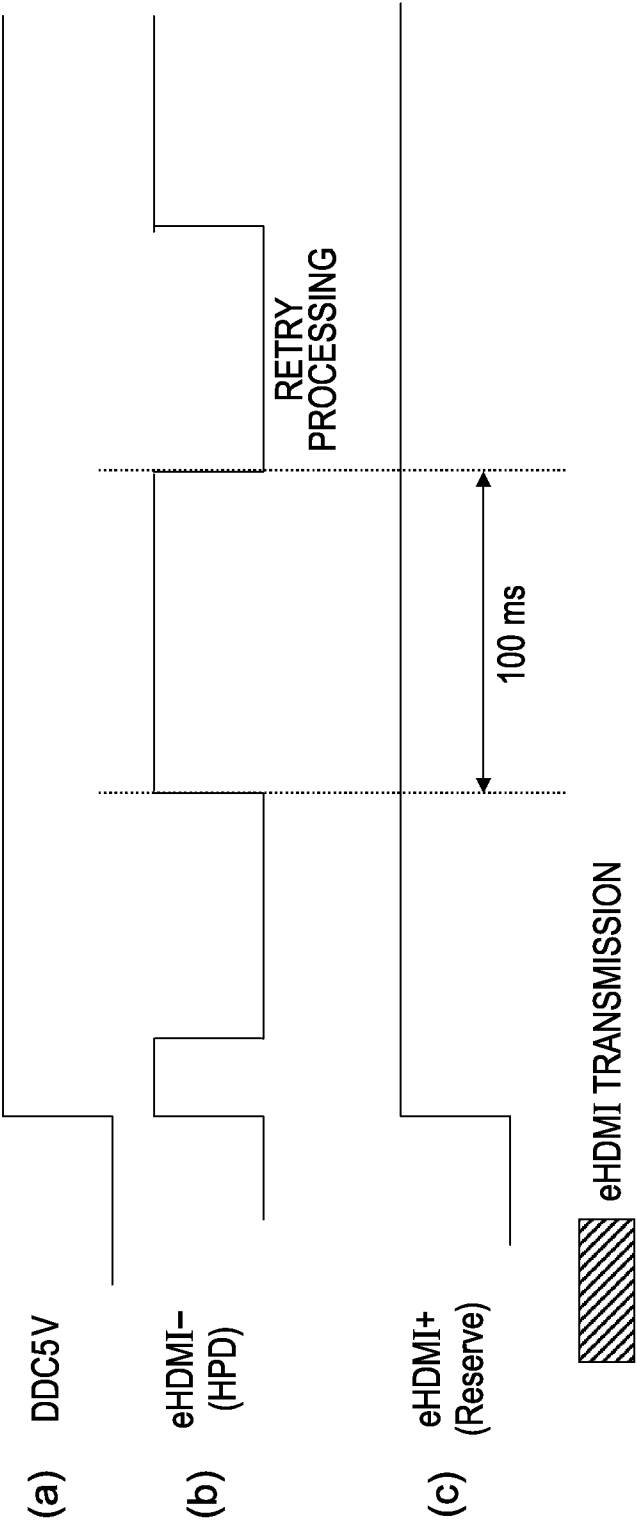 (a) DDC5V
(b) eHDMI−
(HPD)
RETRY
PROCESSING
(c) eHDMI+
(Reserve)
100 ms
eHDMI TRANSMISSION